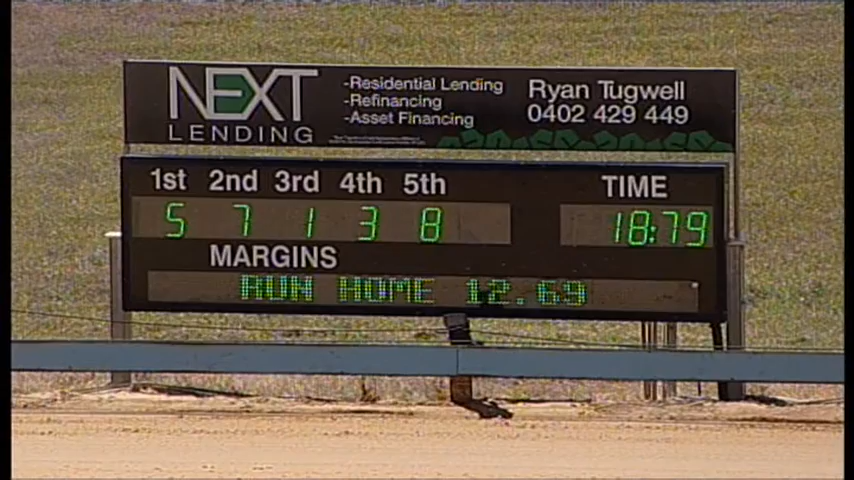 NEXT
LENDING
-Residential Lending
-Refinancing
-Asset Financing
Ryan Tugwell
0402 429 449
1st 2nd 3rd 4th 5th TIME
5 7 1 3 8 18:79
MARGINS
RUN HOME 12.69